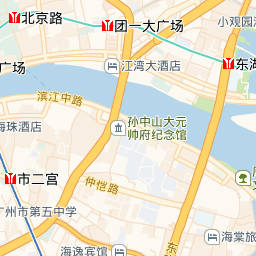 北京路
团一大广场
小观园
广场
江湾大酒店
东湖
滨江中路
海珠酒店
孙中山大元
帅府纪念馆
市二宫
仲恺路
广州市第五中学
东
海逸宾馆
海棠旅